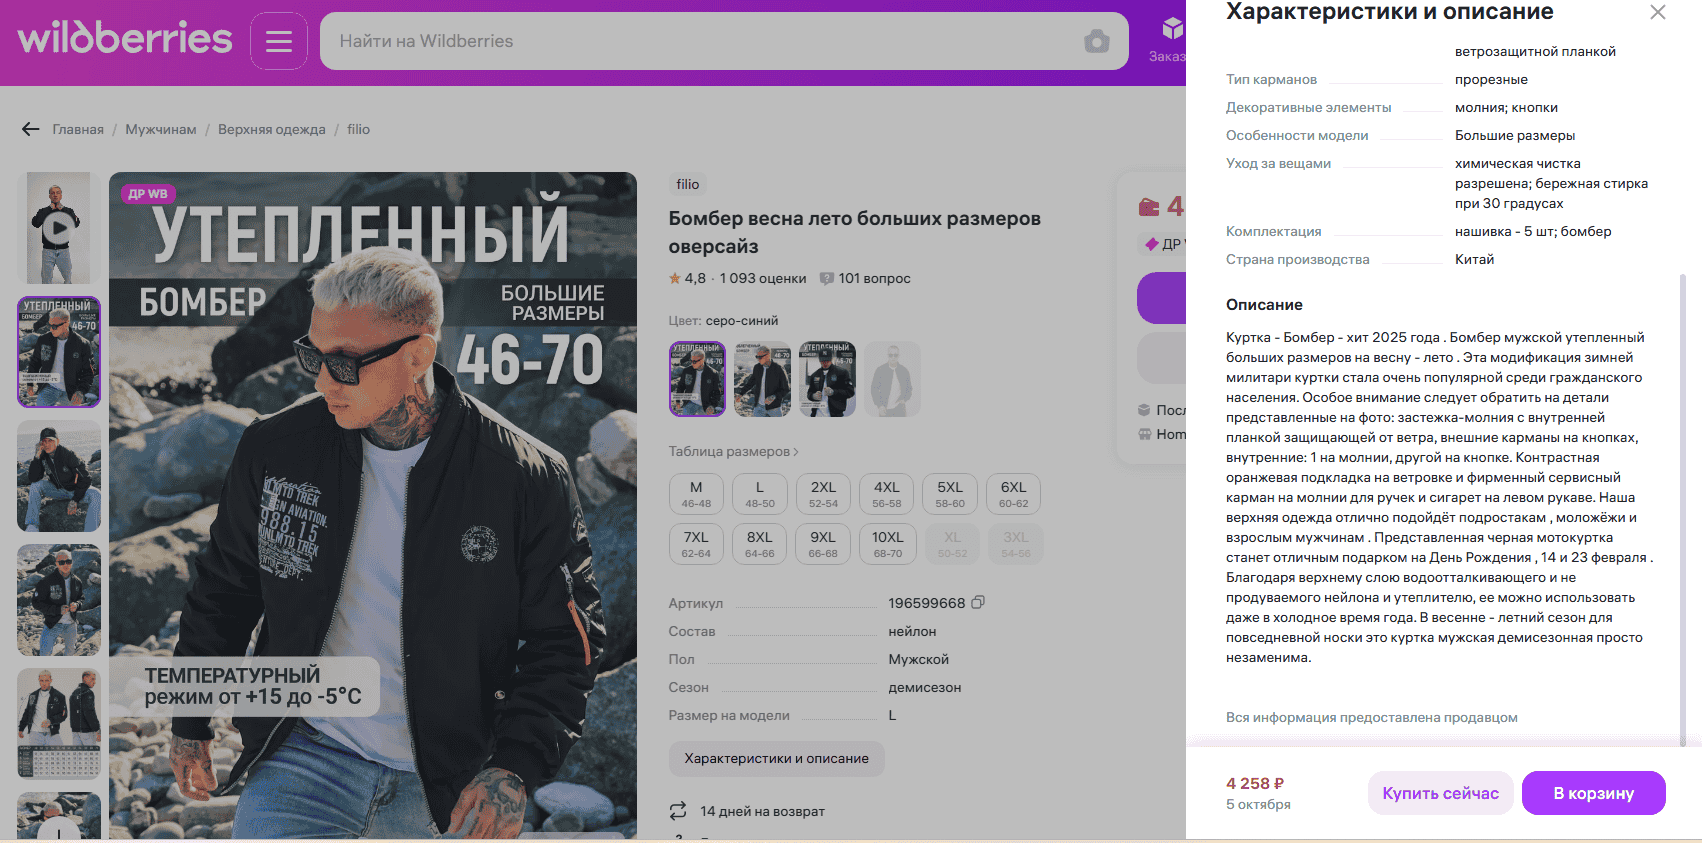 wildberries
Найти на Wildberries
Заказ
Главная / Мужчинам / Верхняя одежда / filio
ДР WB
УТЕПЛЕННЫЙ
БОМБЕР
БОЛЬШИЕ
РАЗМЕРЫ
46-70
ТЕМПЕРАТУРНЫЙ
режим от +15 до -5°С
filio
Бомбер весна лето больших размеров
оверсайз
4,8 · 1 093 оценки
101 вопрос
Цвет: серо-синий
Таблица размеров
M L 2XL 4XL 5XL 6XL
46-48 48-50 52-54 56-58 58-60 60-62
7XL 8XL 9XL 10XL XL 3XL
62-64 64-66 66-68 68-70 50-52 54-56
Артикул 196599668
Состав нейлон
Пол Мужской
Сезон демисезон
Размер на модели L
Характеристики и описание
14 дней на возврат
4
ДР
Посл
Hom
Характеристики и описание
ветрозащитной планкой
Тип карманов прорезные
Декоративные элементы молния; кнопки
Особенности модели Большие размеры
Уход за вещами химическая чистка
разрешена; бережная стирка
при 30 градусах
Комплектация нашивка - 5 шт; бомбер
Страна производства Китай
Описание
Куртка - Бомбер - хит 2025 года . Бомбер мужской утепленный
больших размеров на весну - лето . Эта модификация зимней
милитари куртки стала очень популярной среди гражданского
населения. Особое внимание следует обратить на детали
представленные на фото: застежка-молния с внутренней
планкой защищающей от ветра, внешние карманы на кнопках,
внутренние: 1 на молнии, другой на кнопке. Контрастная
оранжевая подкладка на ветровке и фирменный сервисный
карман на молнии для ручек и сигарет на левом рукаве. Наша
верхняя одежда отлично подойдёт подростакам , моложёжи и
взрослым мужчинам . Представленная черная мотокуртка
станет отличным подарком на День Рождения , 14 и 23 февраля .
Благодаря верхнему слою водоотталкивающего и не
продуваемого нейлона и утеплителю, ее можно использовать
даже в холодное время года. В весенне - летний сезон для
повседневной носки это куртка мужская демисезонная просто
незаменима.
Вся информация предоставлена продавцом
4 258 ₽
5 октября
Купить сейчас
В корзину